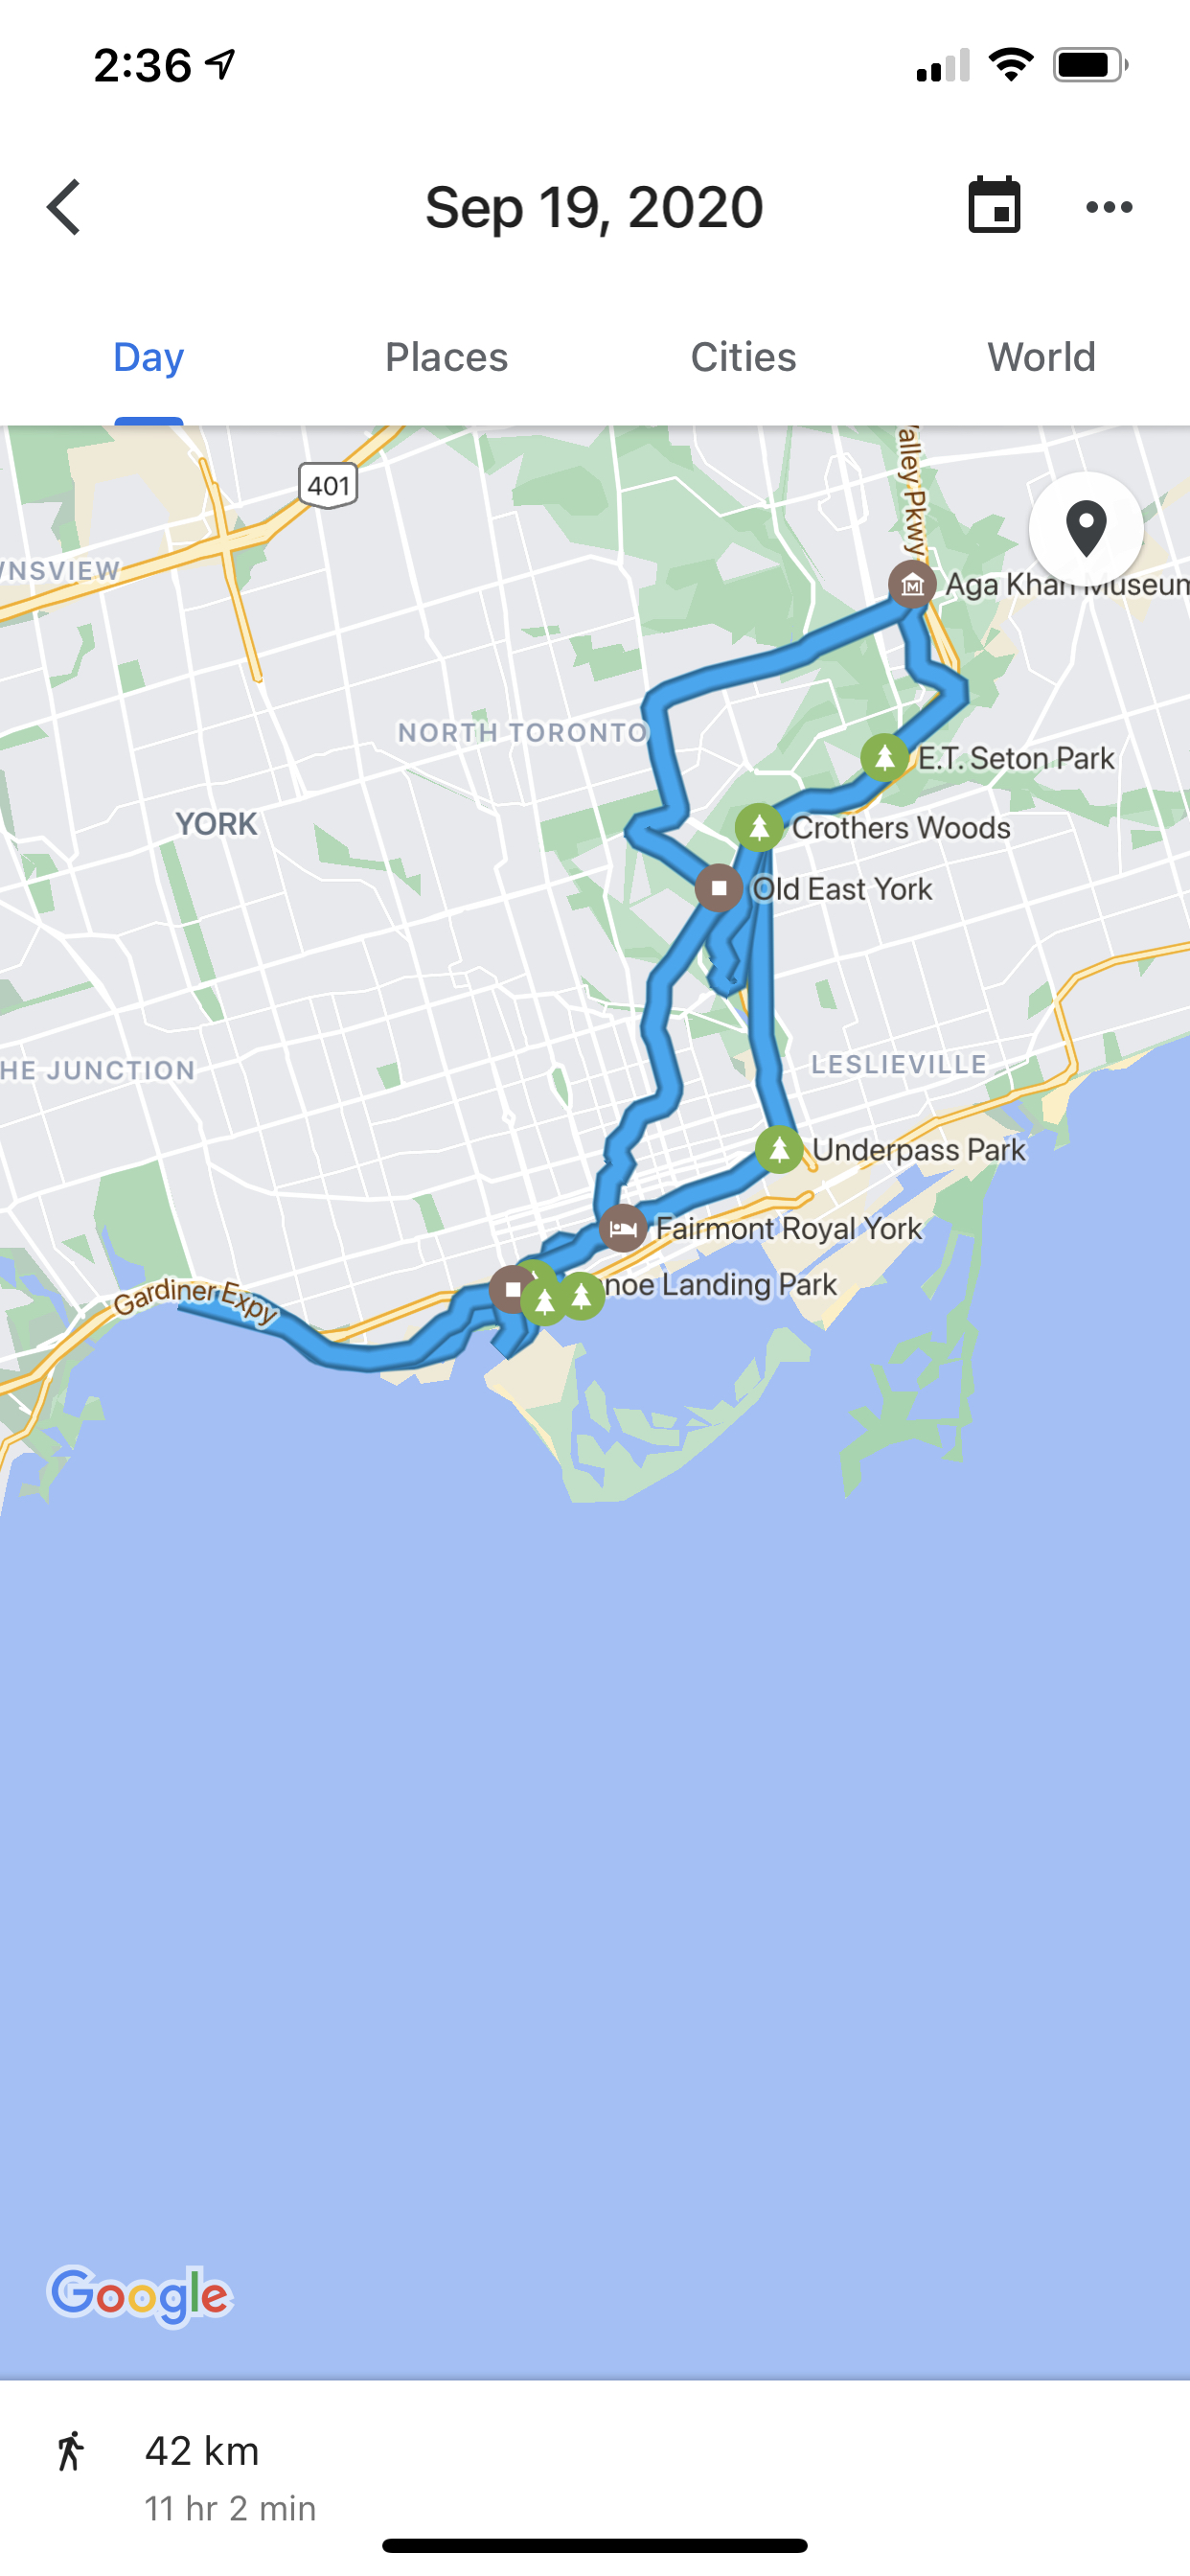 2:36
Sep 19, 2020
Day Places Cities World
401
alley Pkwy
NSVIEW
Aga Khan Museum
NORTH TORONTO
E.T. Seton Park
YORK
Crothers Woods
Old East York
HE JUNCTION
LESLIEVILLE
Underpass Park
Fairmont Royal York
noe Landing Park
Gardiner Expy
Google
42 km
11 hr 2 min